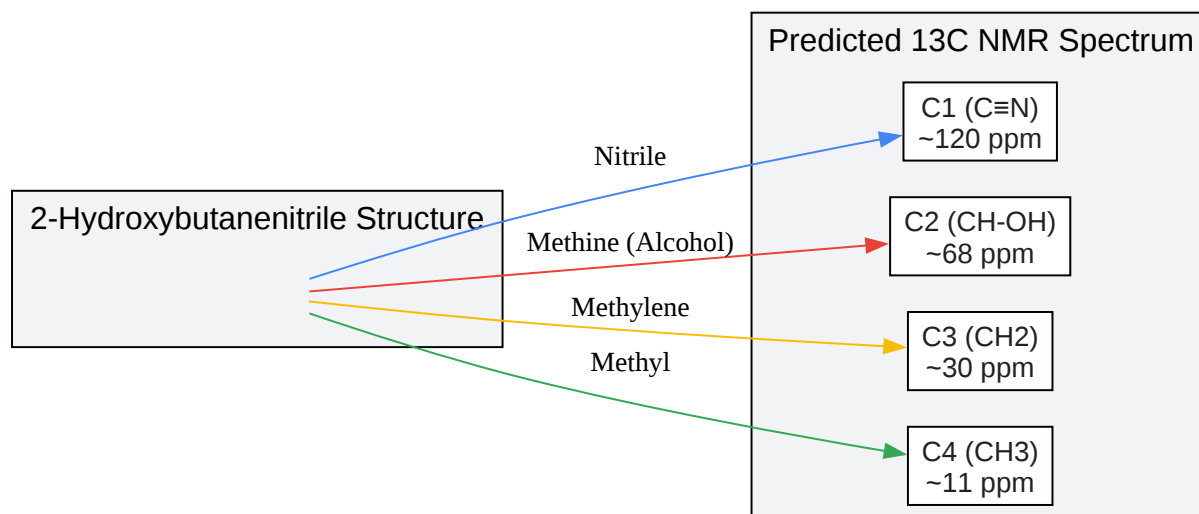 Predicted 13C NMR Spectrum
C1 (C≡N)
~120 ppm
Nitrile
2-Hydroxybutanenitrile Structure
C2 (CH-OH)
~68 ppm
Methine (Alcohol)
Methylene
C3 (CH2)
~30 ppm
Methyl
C4 (CH3)
~11 ppm